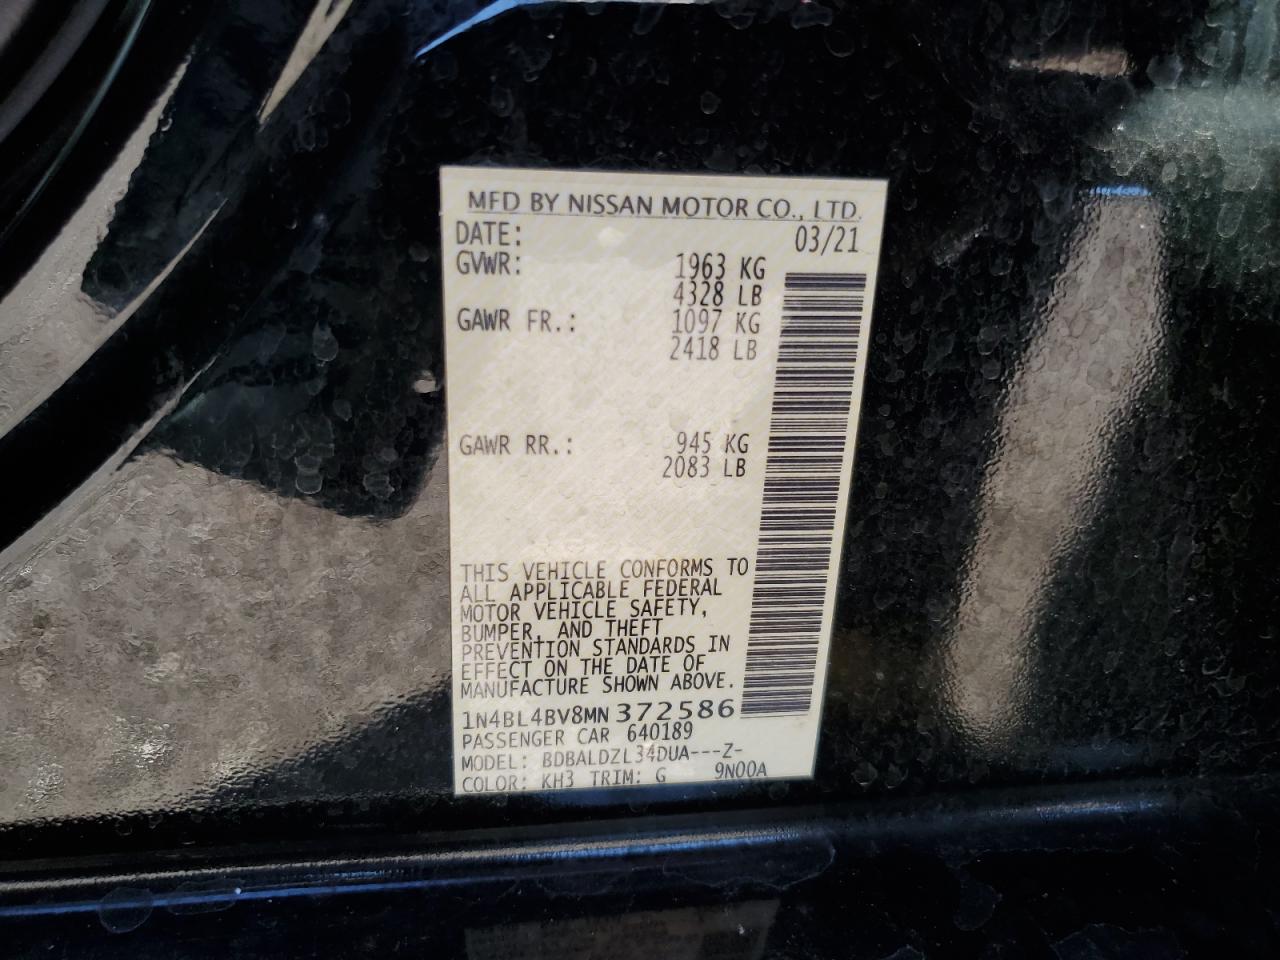 MFD BY NISSAN MOTOR CO., LTD.
DATE: 03/21
GVWR: 1963 KG
4328 LB
GAWR FR.: 1097 KG
2418 LB
GAWR RR.: 945 KG
2083 LB
THIS VEHICLE CONFORMS TO
ALL APPLICABLE FEDERAL
MOTOR VEHICLE SAFETY,
BUMPER, AND THEFT
PREVENTION STANDARDS IN
EFFECT ON THE DATE OF
MANUFACTURE SHOWN ABOVE.
1N4BL4BV8MN372586
PASSENGER CAR 640189
MODEL: BDBALDZL34DUA---Z-
COLOR: KH3 TRIM: G 9N00A